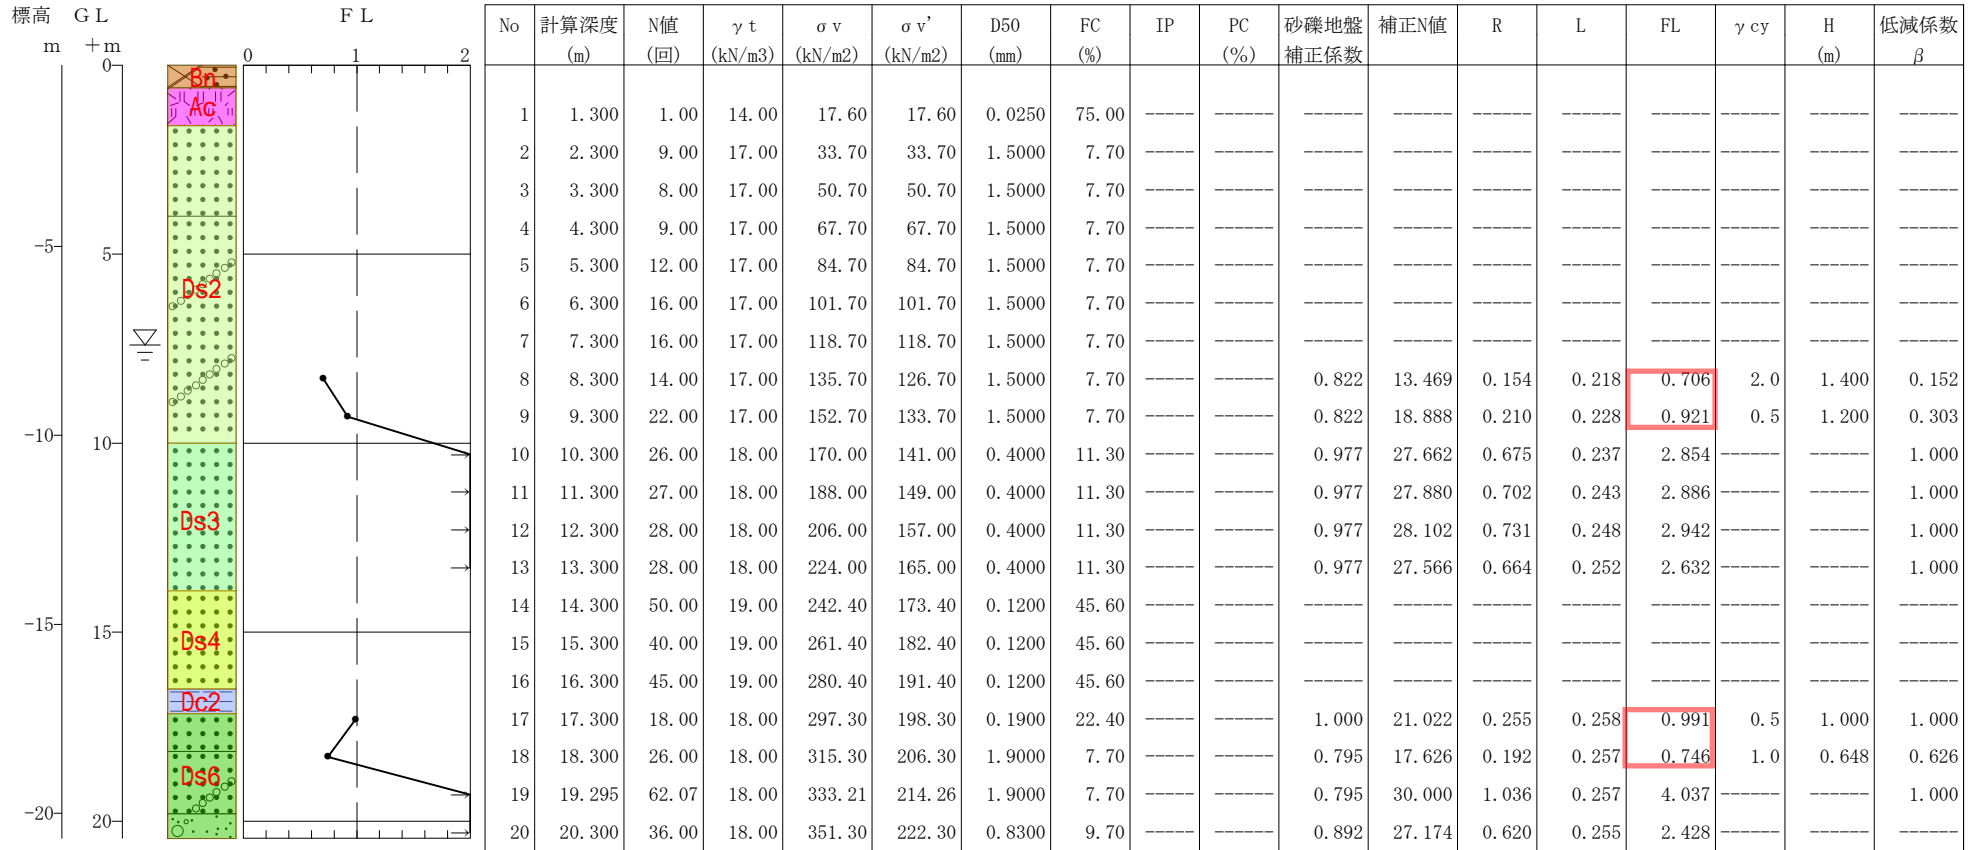 標高 GL FL No 計算深度 N値 γt σv σv' D50 FC IP PC 砂礫地盤 補正N値 R L FL γcy H 低減係数
m +m (m) (回) (kN/m3) (kN/m2) (kN/m2) (mm) (%) (%) 補正係数 (m) β
0 0 1 2
Bn
Ac
1 1.300 1.00 14.00 17.60 17.60 0.0250 75.00 ----- ------ ------ ------ ----- ----- ----- ------ ----- ------
2 2.300 9.00 17.00 33.70 33.70 1.5000 7.70 ----- ------ ------ ------ ----- ----- ----- ------ ----- ------
3 3.300 8.00 17.00 50.70 50.70 1.5000 7.70 ----- ------ ------ ------ ----- ----- ----- ------ ----- ------
4 4.300 9.00 17.00 67.70 67.70 1.5000 7.70 ----- ------ ------ ------ ----- ----- ----- ------ ----- ------
-5 5
5 5.300 12.00 17.00 84.70 84.70 1.5000 7.70 ----- ------ ------ ------ ----- ----- ----- ------ ----- ------
Ds2
6 6.300 16.00 17.00 101.70 101.70 1.5000 7.70 ----- ------ ------ ------ ----- ----- ----- ------ ----- ------
7 7.300 16.00 17.00 118.70 118.70 1.5000 7.70 ----- ------ ------ ------ ----- ----- ----- ------ ----- ------
8 8.300 14.00 17.00 135.70 126.70 1.5000 7.70 ----- ------ 0.822 13.469 0.154 0.218 0.706 2.0 1.400 0.152
9 9.300 22.00 17.00 152.70 133.70 1.5000 7.70 ----- ------ 0.822 18.888 0.210 0.228 0.921 0.5 1.200 0.303
-10 10
10 10.300 26.00 18.00 170.00 141.00 0.4000 11.30 ----- ------ 0.977 27.662 0.675 0.237 2.854 ------ ----- 1.000
11 11.300 27.00 18.00 188.00 149.00 0.4000 11.30 ----- ------ 0.977 27.880 0.702 0.243 2.886 ------ ----- 1.000
Ds3
12 12.300 28.00 18.00 206.00 157.00 0.4000 11.30 ----- ------ 0.977 28.102 0.731 0.248 2.942 ------ ----- 1.000
13 13.300 28.00 18.00 224.00 165.00 0.4000 11.30 ----- ------ 0.977 27.566 0.664 0.252 2.632 ------ ----- 1.000
14 14.300 50.00 19.00 242.40 173.40 0.1200 45.60 ----- ------ ------ ------ ----- ----- ----- ------ ----- ------
-15 15
Ds4
15 15.300 40.00 19.00 261.40 182.40 0.1200 45.60 ----- ------ ------ ------ ----- ----- ----- ------ ----- ------
16 16.300 45.00 19.00 280.40 191.40 0.1200 45.60 ----- ------ ------ ------ ----- ----- ----- ------ ----- ------
Dc2
17 17.300 18.00 18.00 297.30 198.30 0.1900 22.40 ----- ------ 1.000 21.022 0.255 0.258 0.991 0.5 1.000 1.000
18 18.300 26.00 18.00 315.30 206.30 1.9000 7.70 ----- ------ 0.795 17.626 0.192 0.257 0.746 1.0 0.648 0.626
Ds6
19 19.295 62.07 18.00 333.21 214.26 1.9000 7.70 ----- ------ 0.795 30.000 1.036 0.257 4.037 ------ ----- 1.000
-20 20
20 20.300 36.00 18.00 351.30 222.30 0.8300 9.70 ----- ------ 0.892 27.174 0.620 0.255 2.428 ------ ----- ------